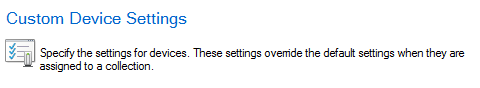 Custom Device Settings
Specify the settings for devices. These settings override the default settings when they are
assigned to a collection.